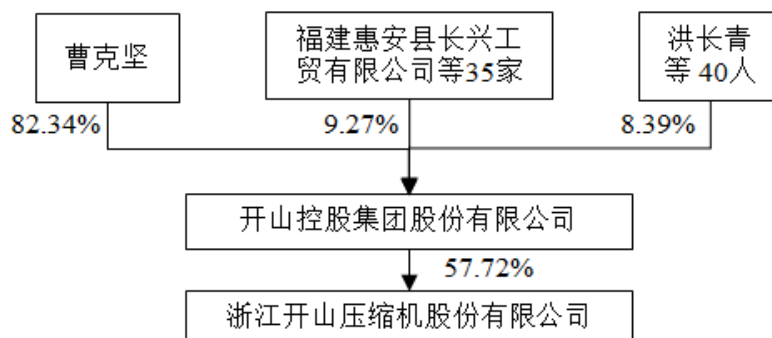 曹克坚
福建惠安县长兴工
贸有限公司等35家
洪长青
等 40人
82.34%
9.27%
8.39%
开山控股集团股份有限公司
57.72%
浙江开山压缩机股份有限公司